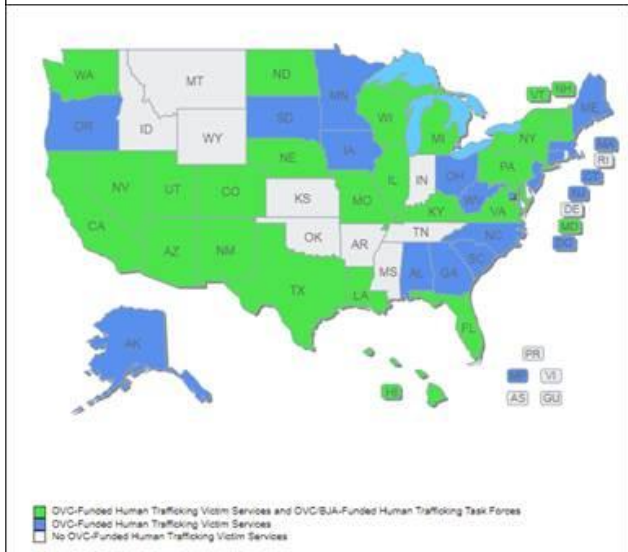 WA
MT
ND
MN
VT
NH
ME
OR
ID
WY
SD
WI
MI
NY
MA
RI
CT
NE
IA
PA
NJ
NV
UT
CO
IL
IN
OH
DE
CA
KS
MO
KY
WV
VA
MD
DC
AZ
NM
OK
AR
TN
NC
SC
TX
LA
MS
AL
GA
FL
AK
HI
PR
VI
AS
GU
OVC-Funded Human Trafficking Victim Services and OVC/BJA-Funded Human Trafficking Task Forces
OVC-Funded Human Trafficking Victim Services
No OVC-Funded Human Trafficking Victim Services